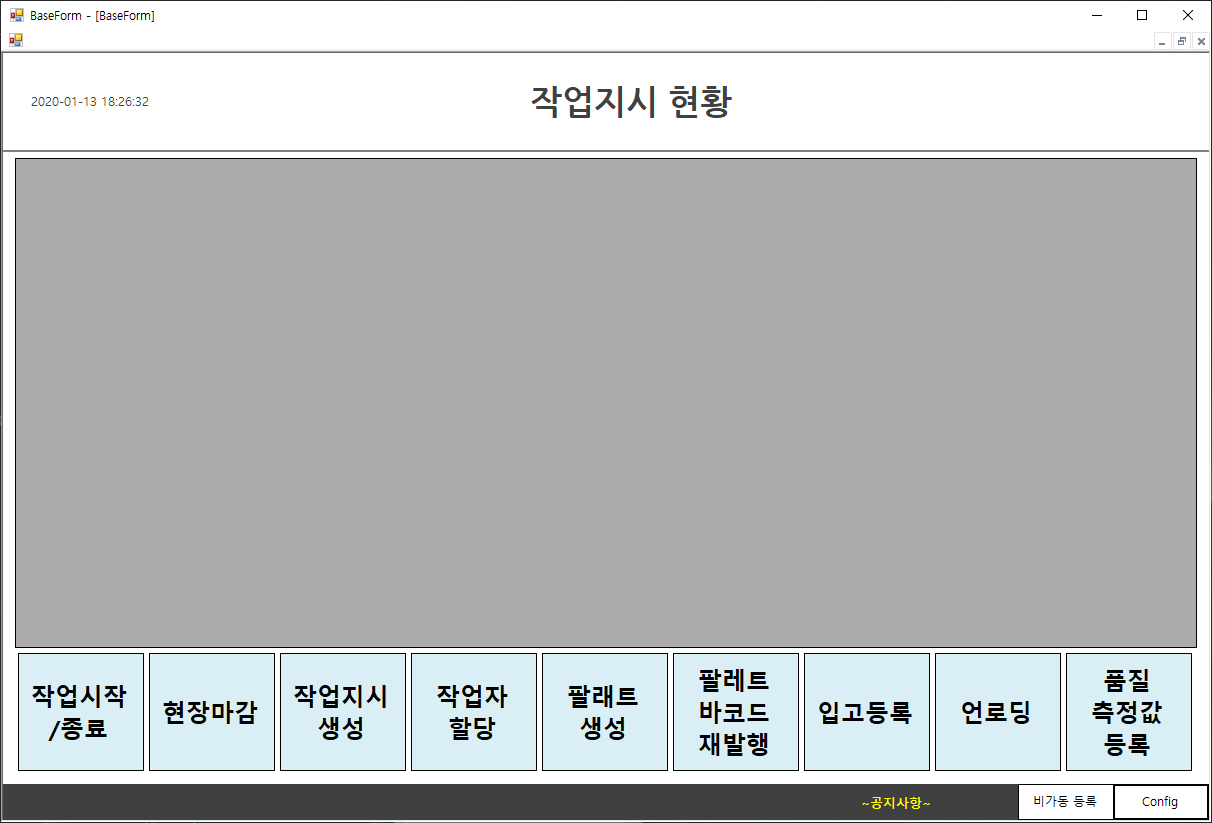 BaseForm - [BaseForm]
2020-01-13 18:26:32
작업지시 현황
작업시작
/종료
현장마감
작업지시
생성
작업자
할당
팔래트
생성
팔레트
바코드
재발행
입고등록
언로딩
품질
측정값
등록
~공지사항~
비가동 등록
Config